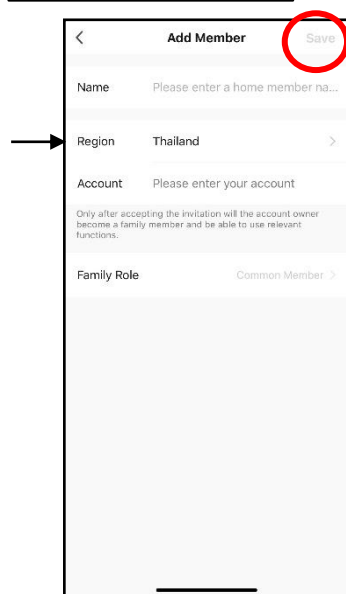 Add Member
Save
Name
Please enter a home member na...
Region
Thailand
Account
Please enter your account
Only after accepting the invitation will the account owner
become a family member and be able to use relevant
functions.
Family Role
Common Member